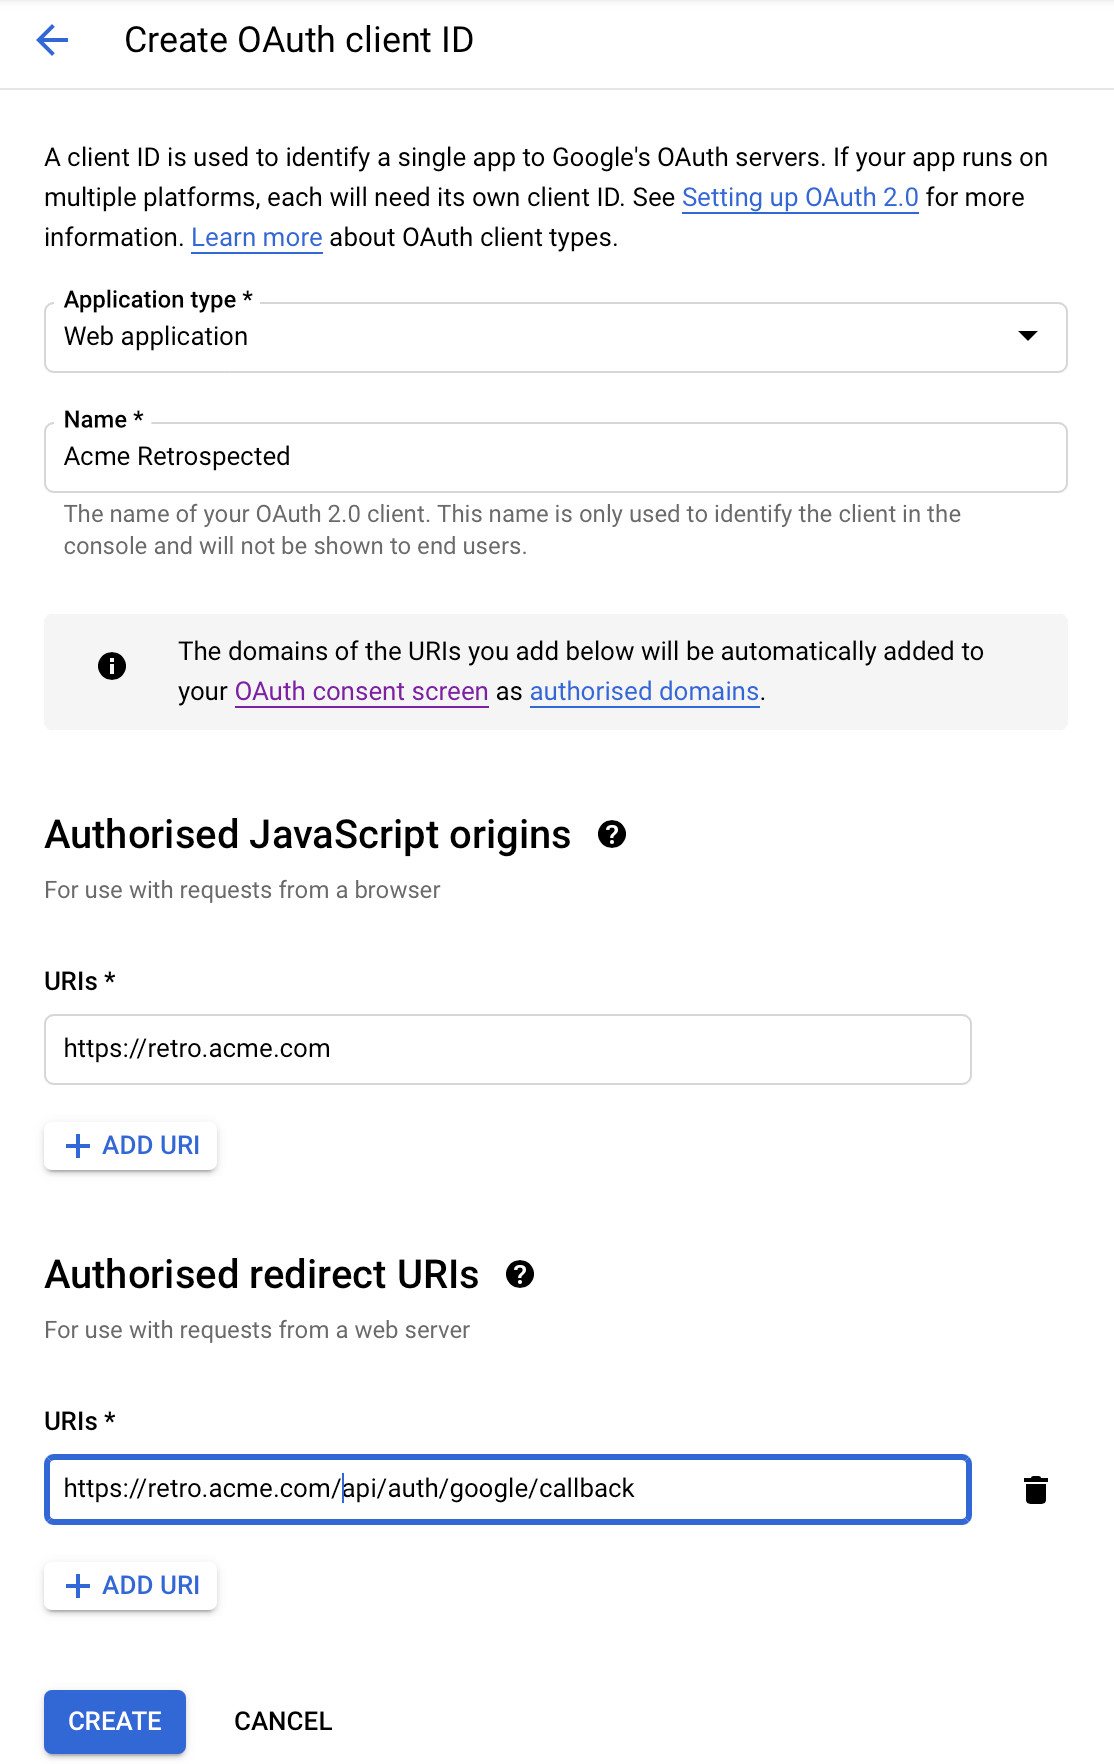 Create OAuth client ID
A client ID is used to identify a single app to Google's OAuth servers. If your app runs on
multiple platforms, each will need its own client ID. See Setting up OAuth 2.0 for more
information. Learn more about OAuth client types.
Application type *
Web application
Name *
Acme Retrospected
The name of your OAuth 2.0 client. This name is only used to identify the client in the
console and will not be shown to end users.
The domains of the URIs you add below will be automatically added to
your OAuth consent screen as authorised domains.
Authorised JavaScript origins
For use with requests from a browser
URIs *
https://retro.acme.com
ADD URI
Authorised redirect URIs
For use with requests from a web server
URIs *
https://retro.acme.com/api/auth/google/callback
ADD URI
CREATE CANCEL